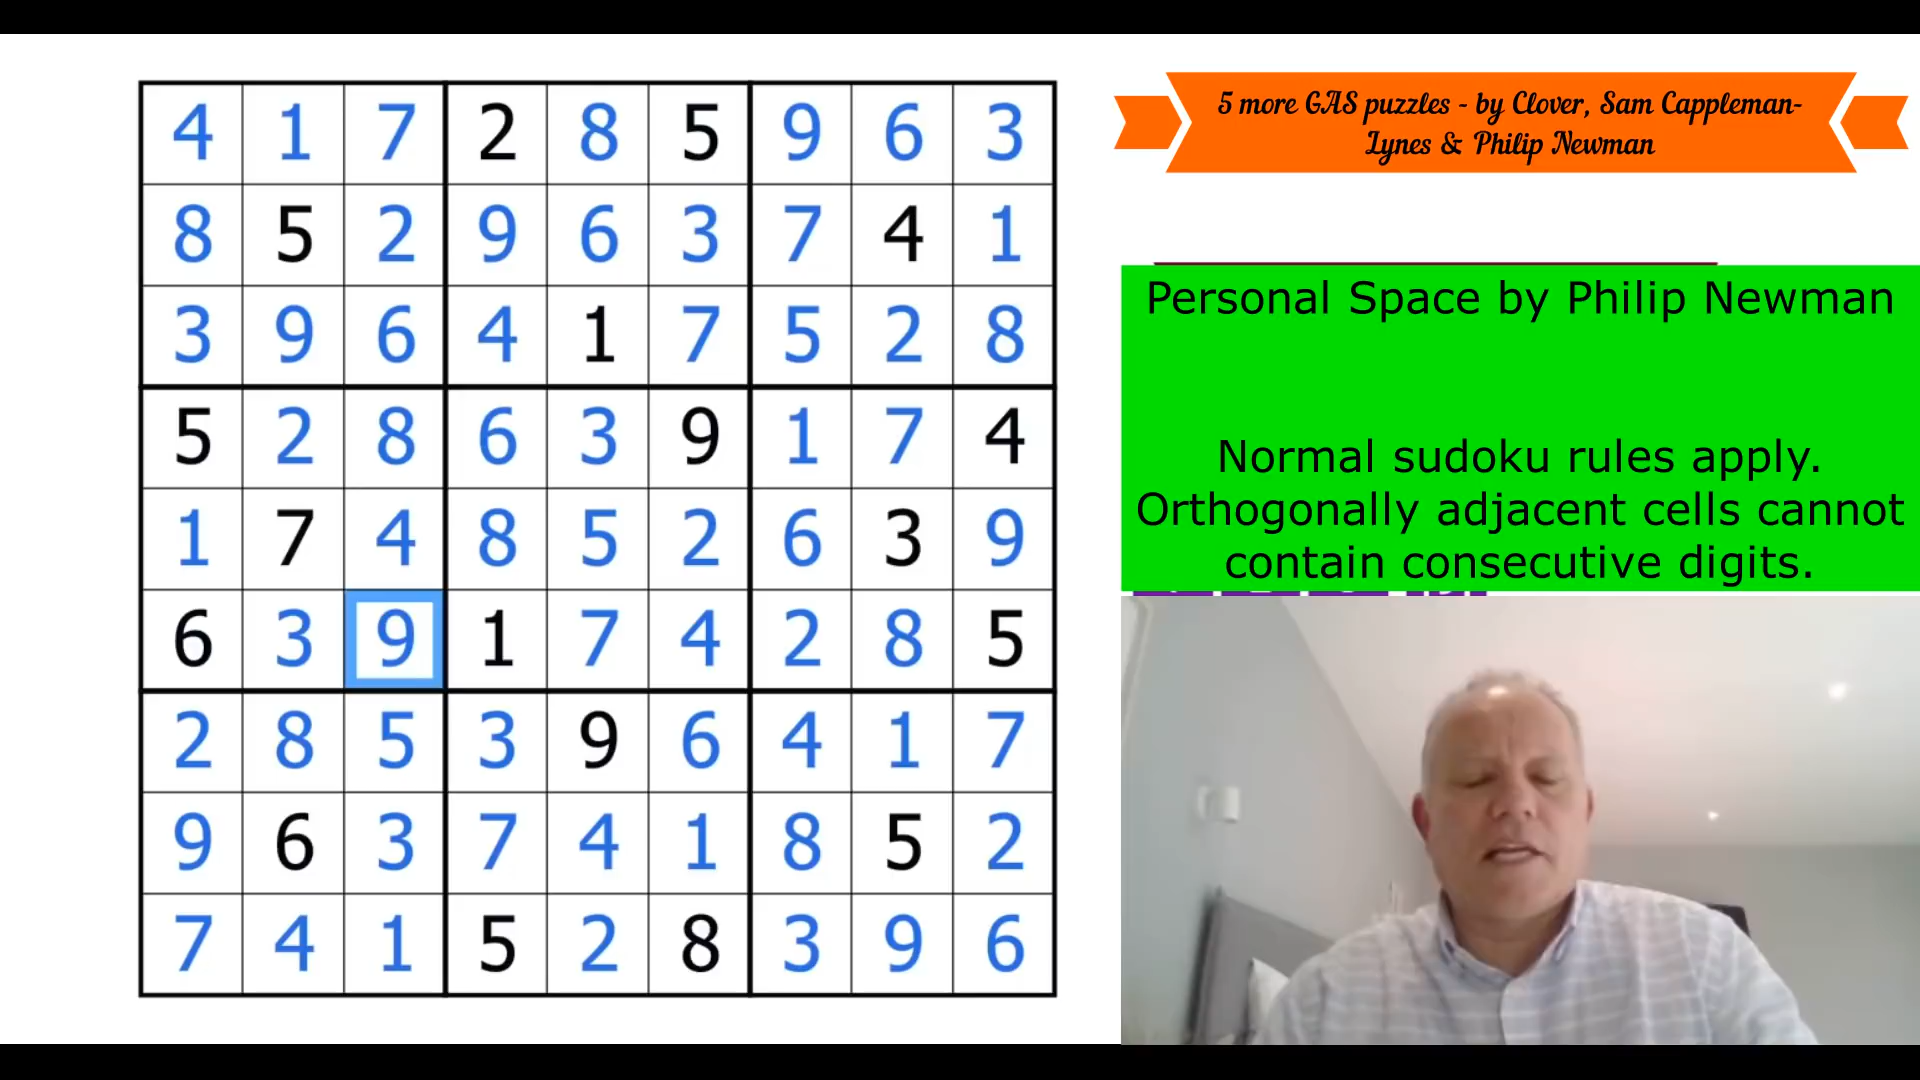 5 more GAS puzzles - by Clover, Sam Cappleman-
Lynes & Philip Newman
Personal Space by Philip Newman
Normal sudoku rules apply.
Orthogonally adjacent cells cannot
contain consecutive digits.
4 1 7 2 8 5 9 6 3
8 5 2 9 6 3 7 4 1
3 9 6 4 1 7 5 2 8
5 2 8 6 3 9 1 7 4
1 7 4 8 5 2 6 3 9
6 3 9 1 7 4 2 8 5
2 8 5 3 9 6 4 1 7
9 6 3 7 4 1 8 5 2
7 4 1 5 2 8 3 9 6